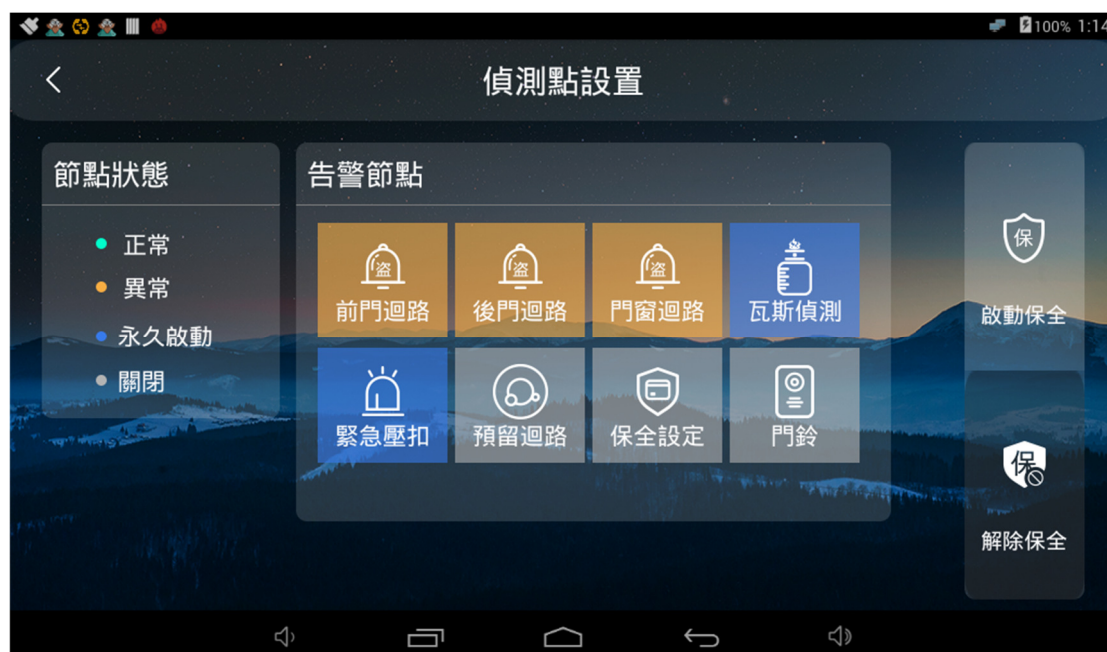 100% 1:14
偵測點設置
節點狀態
正常
異常
永久啟動
關閉
告警節點
盗
前門迴路
盗
後門迴路
盗
門窗迴路
瓦斯偵測
緊急壓扣
預留迴路
保全設定
門鈴
保
啟動保全
保
解除保全